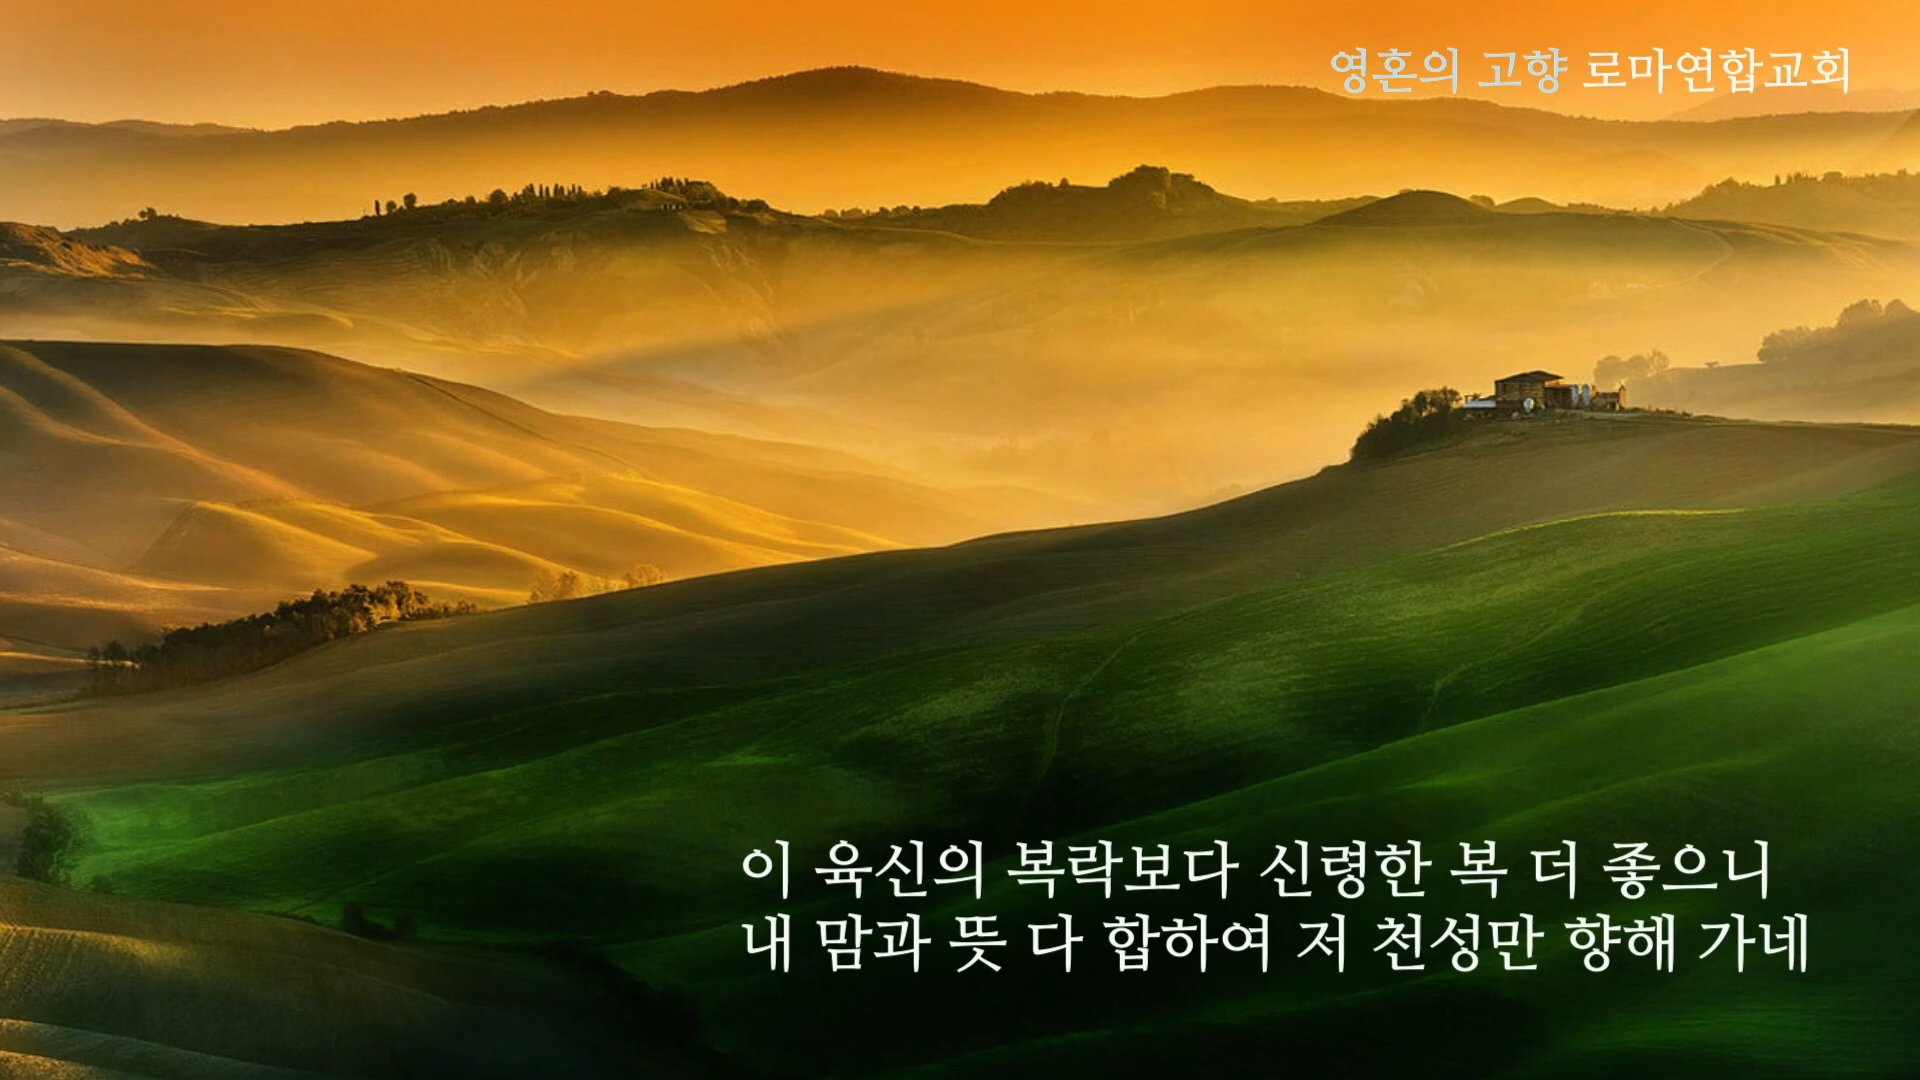 영혼의 고향 로마연합교회
이 육신의 복락보다 신령한 복 더 좋으니
내 맘과 뜻 다 합하여 저 천성만 향해 가네